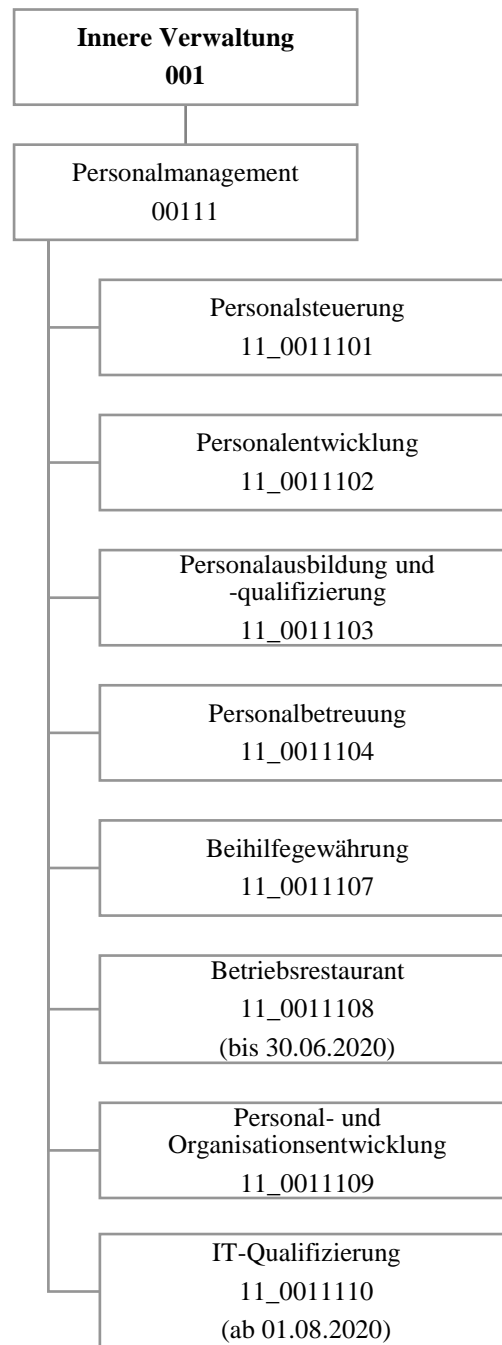 Innere Verwaltung
001
Personalmanagement
00111
Personalsteuerung
11_0011101
Personalentwicklung
11_0011102
Personalausbildung und
-qualifizierung
11_0011103
Personalbetreuung
11_0011104
Beihilfegewährung
11_0011107
Betriebsrestaurant
11_0011108
(bis 30.06.2020)
Personal- und
Organisationsentwicklung
11_0011109
IT-Qualifizierung
11_0011110
(ab 01.08.2020)